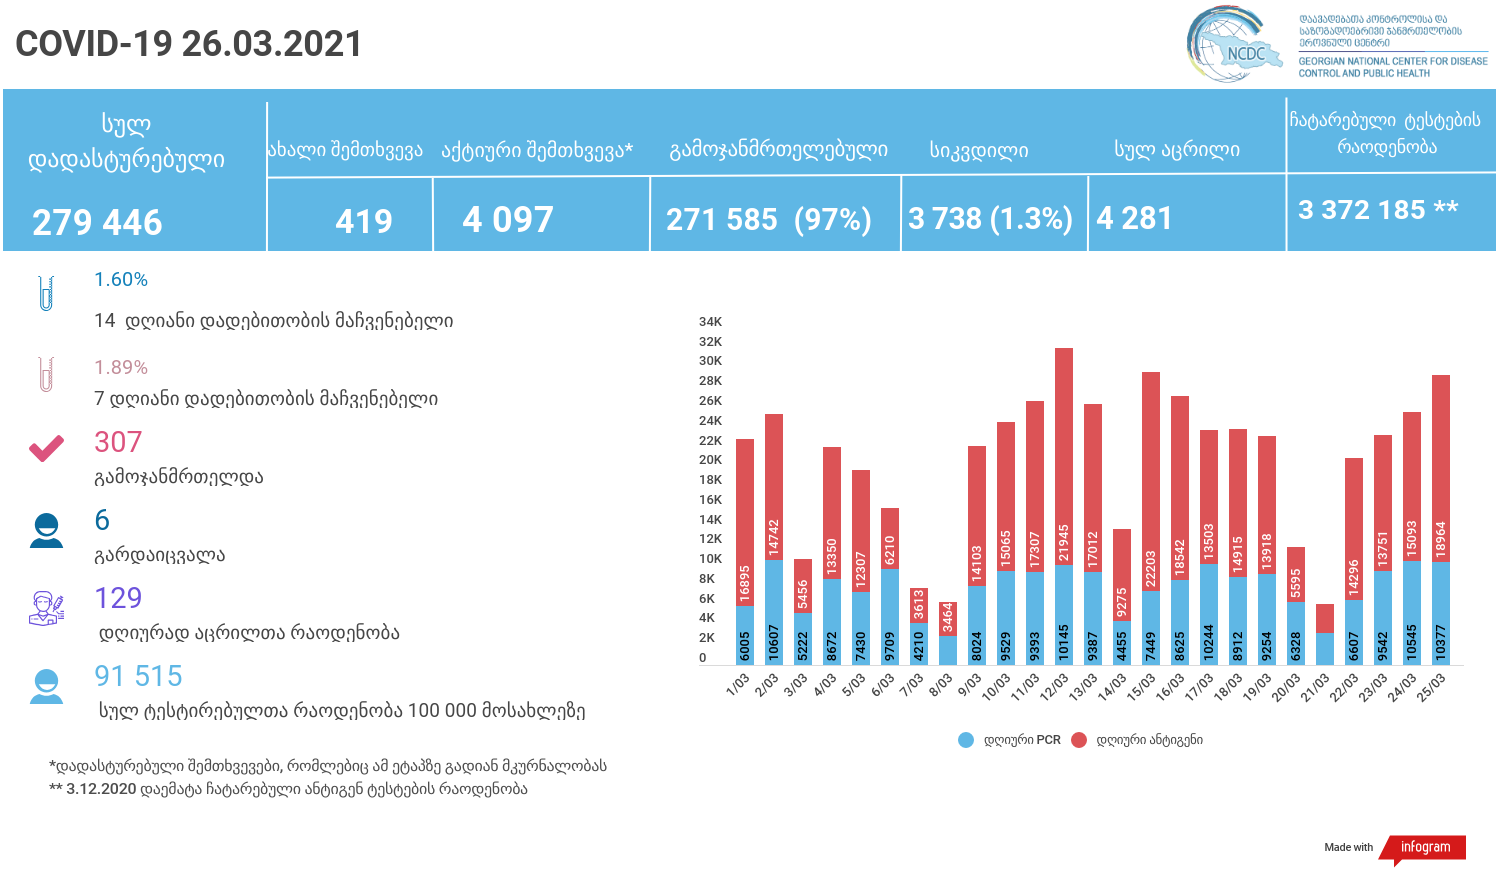 COVID-19 26.03.2021
დაავადებათა კონტროლისა და
საზოგადოებრივი ჯანმრთელობის
ეროვნული ცენტრი
NCDC
GEORGIAN NATIONAL CENTER FOR DISEASE
CONTROL AND PUBLIC HEALTH
სულ
დადასტურებული
279 446
ახალი შემთხვევა
419
აქტიური შემთხვევა*
4 097
გამოჯანმრთელებული
271 585 (97%)
სიკვდილი
3 738 (1.3%)
სულ აცრილი
4 281
ჩატარებული ტესტების
რაოდენობა
3 372 185 **
1.60%
14 დღიანი დადებითობის მაჩვენებელი
1.89%
7 დღიანი დადებითობის მაჩვენებელი
307
გამოჯანმრთელდა
6
გარდაიცვალა
129
დღიურად აცრილთა რაოდენობა
91 515
სულ ტესტირებულთა რაოდენობა 100 000 მოსახლეზე
*დადასტურებული შემთხვევები, რომლებიც ამ ეტაპზე გადიან მკურნალობას
** 3.12.2020 დაემატა ჩატარებული ანტიგენ ტესტების რაოდენობა
34K
32K
30K
28K
26K
24K
22K
20K
18K
16K
14K
12K
10K
8K
6K
4K
2K
0
16895 14742 5456 13350 12307 6210 3613 3464 14103 15065 17307 21945 17012 9275 22203 18542 13503 14915 13918 5595 14296 13751 15093 18964
6005 10607 5222 8672 7430 9709 4210 8024 9529 9393 10145 9387 4455 7449 8625 10244 8912 9254 6328 6607 9542 10545 10377
1/03 2/03 3/03 4/03 5/03 6/03 7/03 8/03 9/03 10/03 11/03 12/03 13/03 14/03 15/03 16/03 17/03 18/03 19/03 20/03 21/03 22/03 23/03 24/03 25/03
დღიური PCR დღიური ანტიგენი
Made with infogram